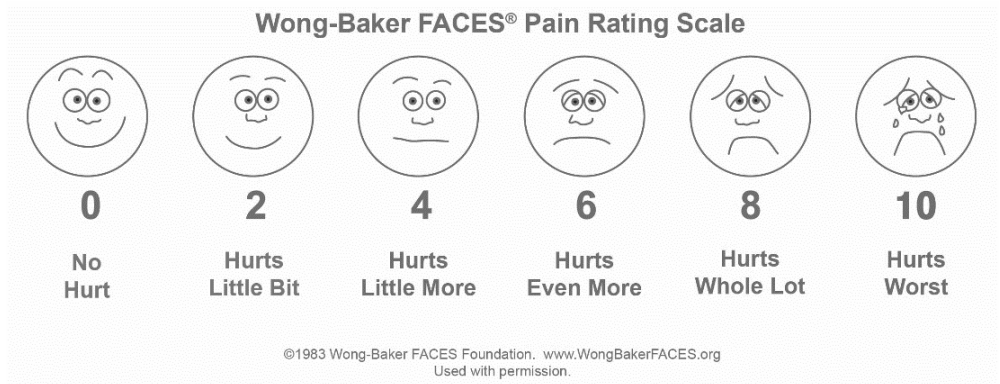 Wong-Baker FACES® Pain Rating Scale
0 2 4 6 8 10
No Hurts Hurts Hurts Hurts Hurts
Hurt Little Bit Little More Even More Whole Lot Worst
©1983 Wong-Baker FACES Foundation. www.WongBakerFACES.org
Used with permission.